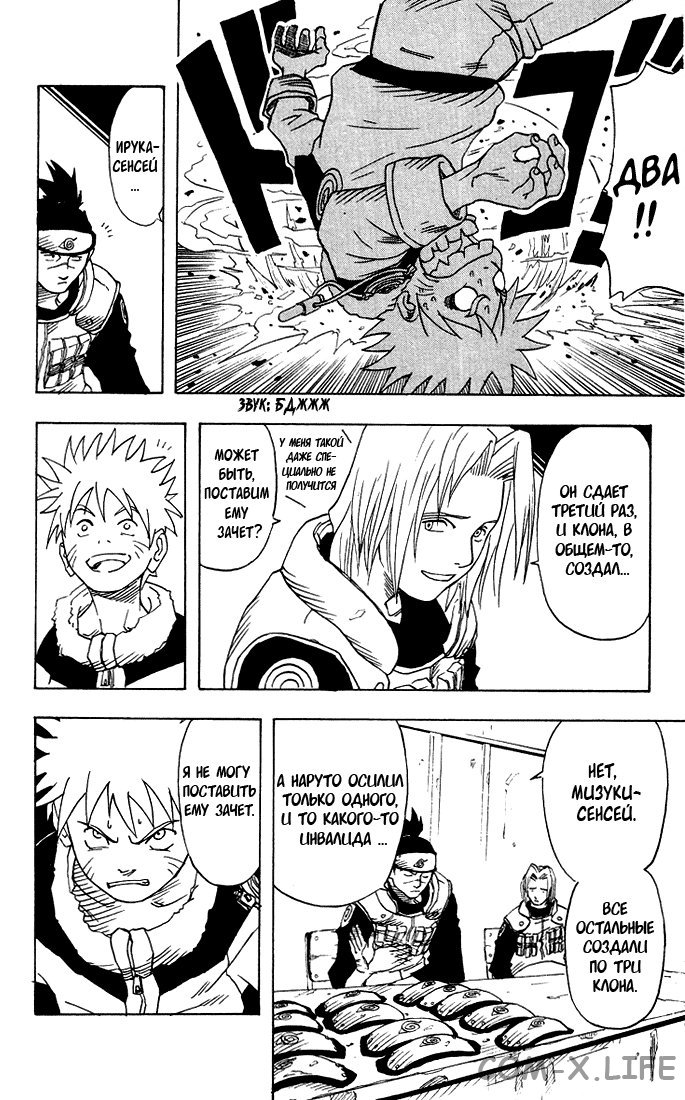 ДВА
!!
ドゴ
ИРУКА-
СЕНСЕЙ
...
ЗВУК: БДЖЖЖ
ОН СДАЕТ
ТРЕТИЙ РАЗ,
И КЛОНА, В
ОБЩЕМ-ТО,
СОЗДАЛ...
У МЕНЯ ТАКОЙ
ДАЖЕ СПЕ-
ЦИАЛЬНО НЕ
ПОЛУЧИТСЯ
МОЖЕТ
БЫТЬ,
ПОСТАВИМ
ЕМУ
ЗАЧЕТ?
НЕТ,
МИЗУКИ-
СЕНСЕЙ.
ВСЕ
ОСТАЛЬНЫЕ
СОЗДАЛИ
ПО ТРИ
КЛОНА.
А НАРУТО ОСИЛИЛ
ТОЛЬКО ОДНОГО,
И ТО КАКОГО-ТО
ИНВАЛИДА ...
Я НЕ МОГУ
ПОСТАВИТЬ
ЕМУ ЗАЧЕТ.
COM-X.LIFE